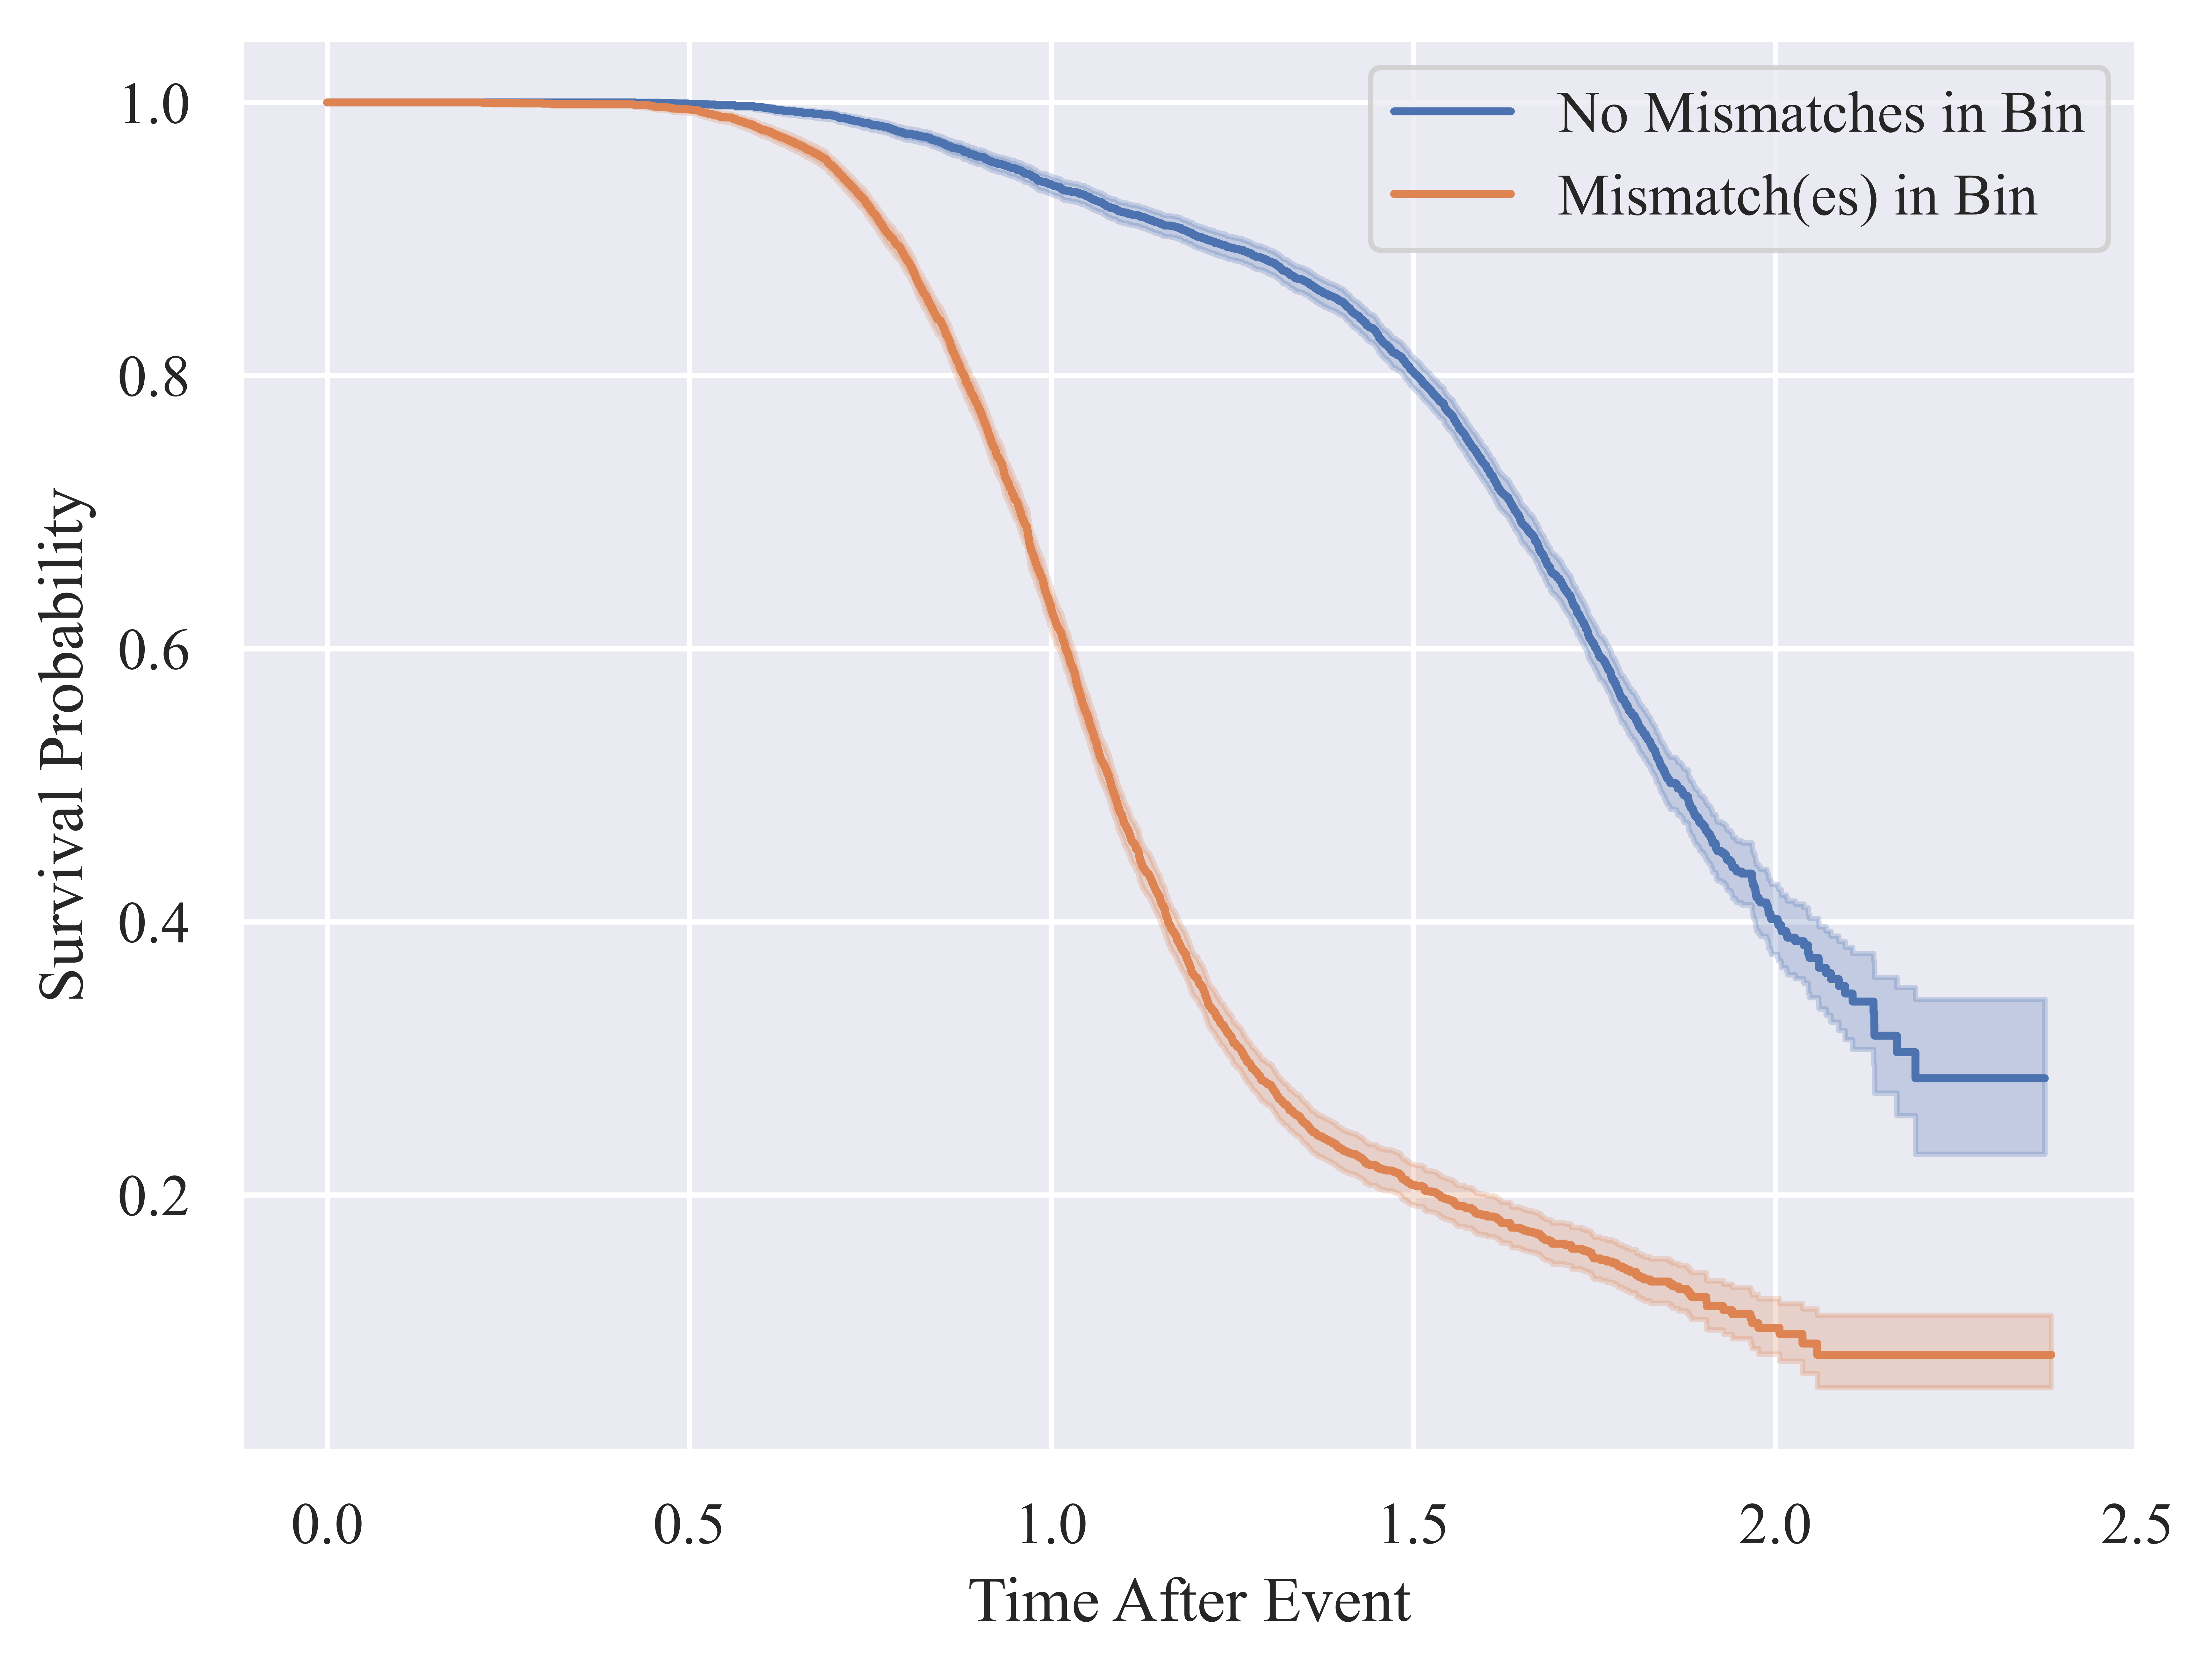 No Mismatches in Bin
Mismatch(es) in Bin
Survival Probability
1.0
0.8
0.6
0.4
0.2
0.0 0.5 1.0 1.5 2.0 2.5
Time After Event